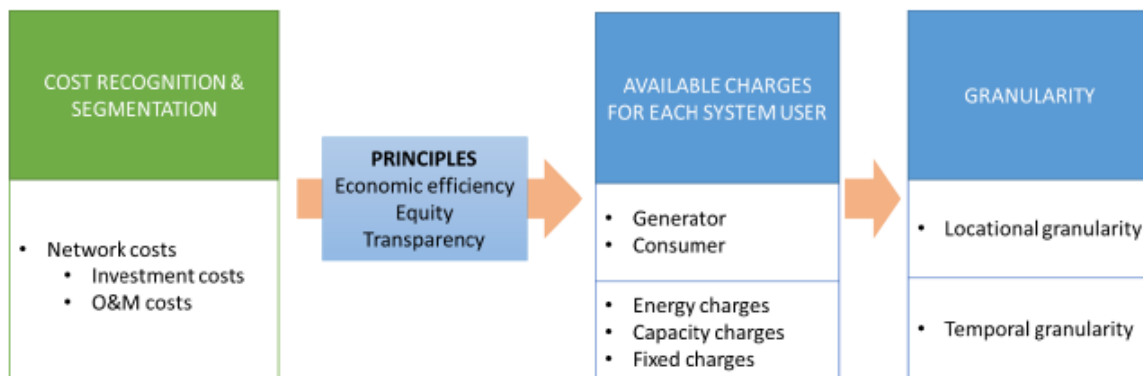 COST RECOGNITION &
SEGMENTATION
• Network costs
• Investment costs
• O&M costs
PRINCIPLES
Economic efficiency
Equity
Transparency
AVAILABLE CHARGES
FOR EACH SYSTEM USER
• Generator
• Consumer
• Energy charges
• Capacity charges
• Fixed charges
GRANULARITY
• Locational granularity
• Temporal granularity